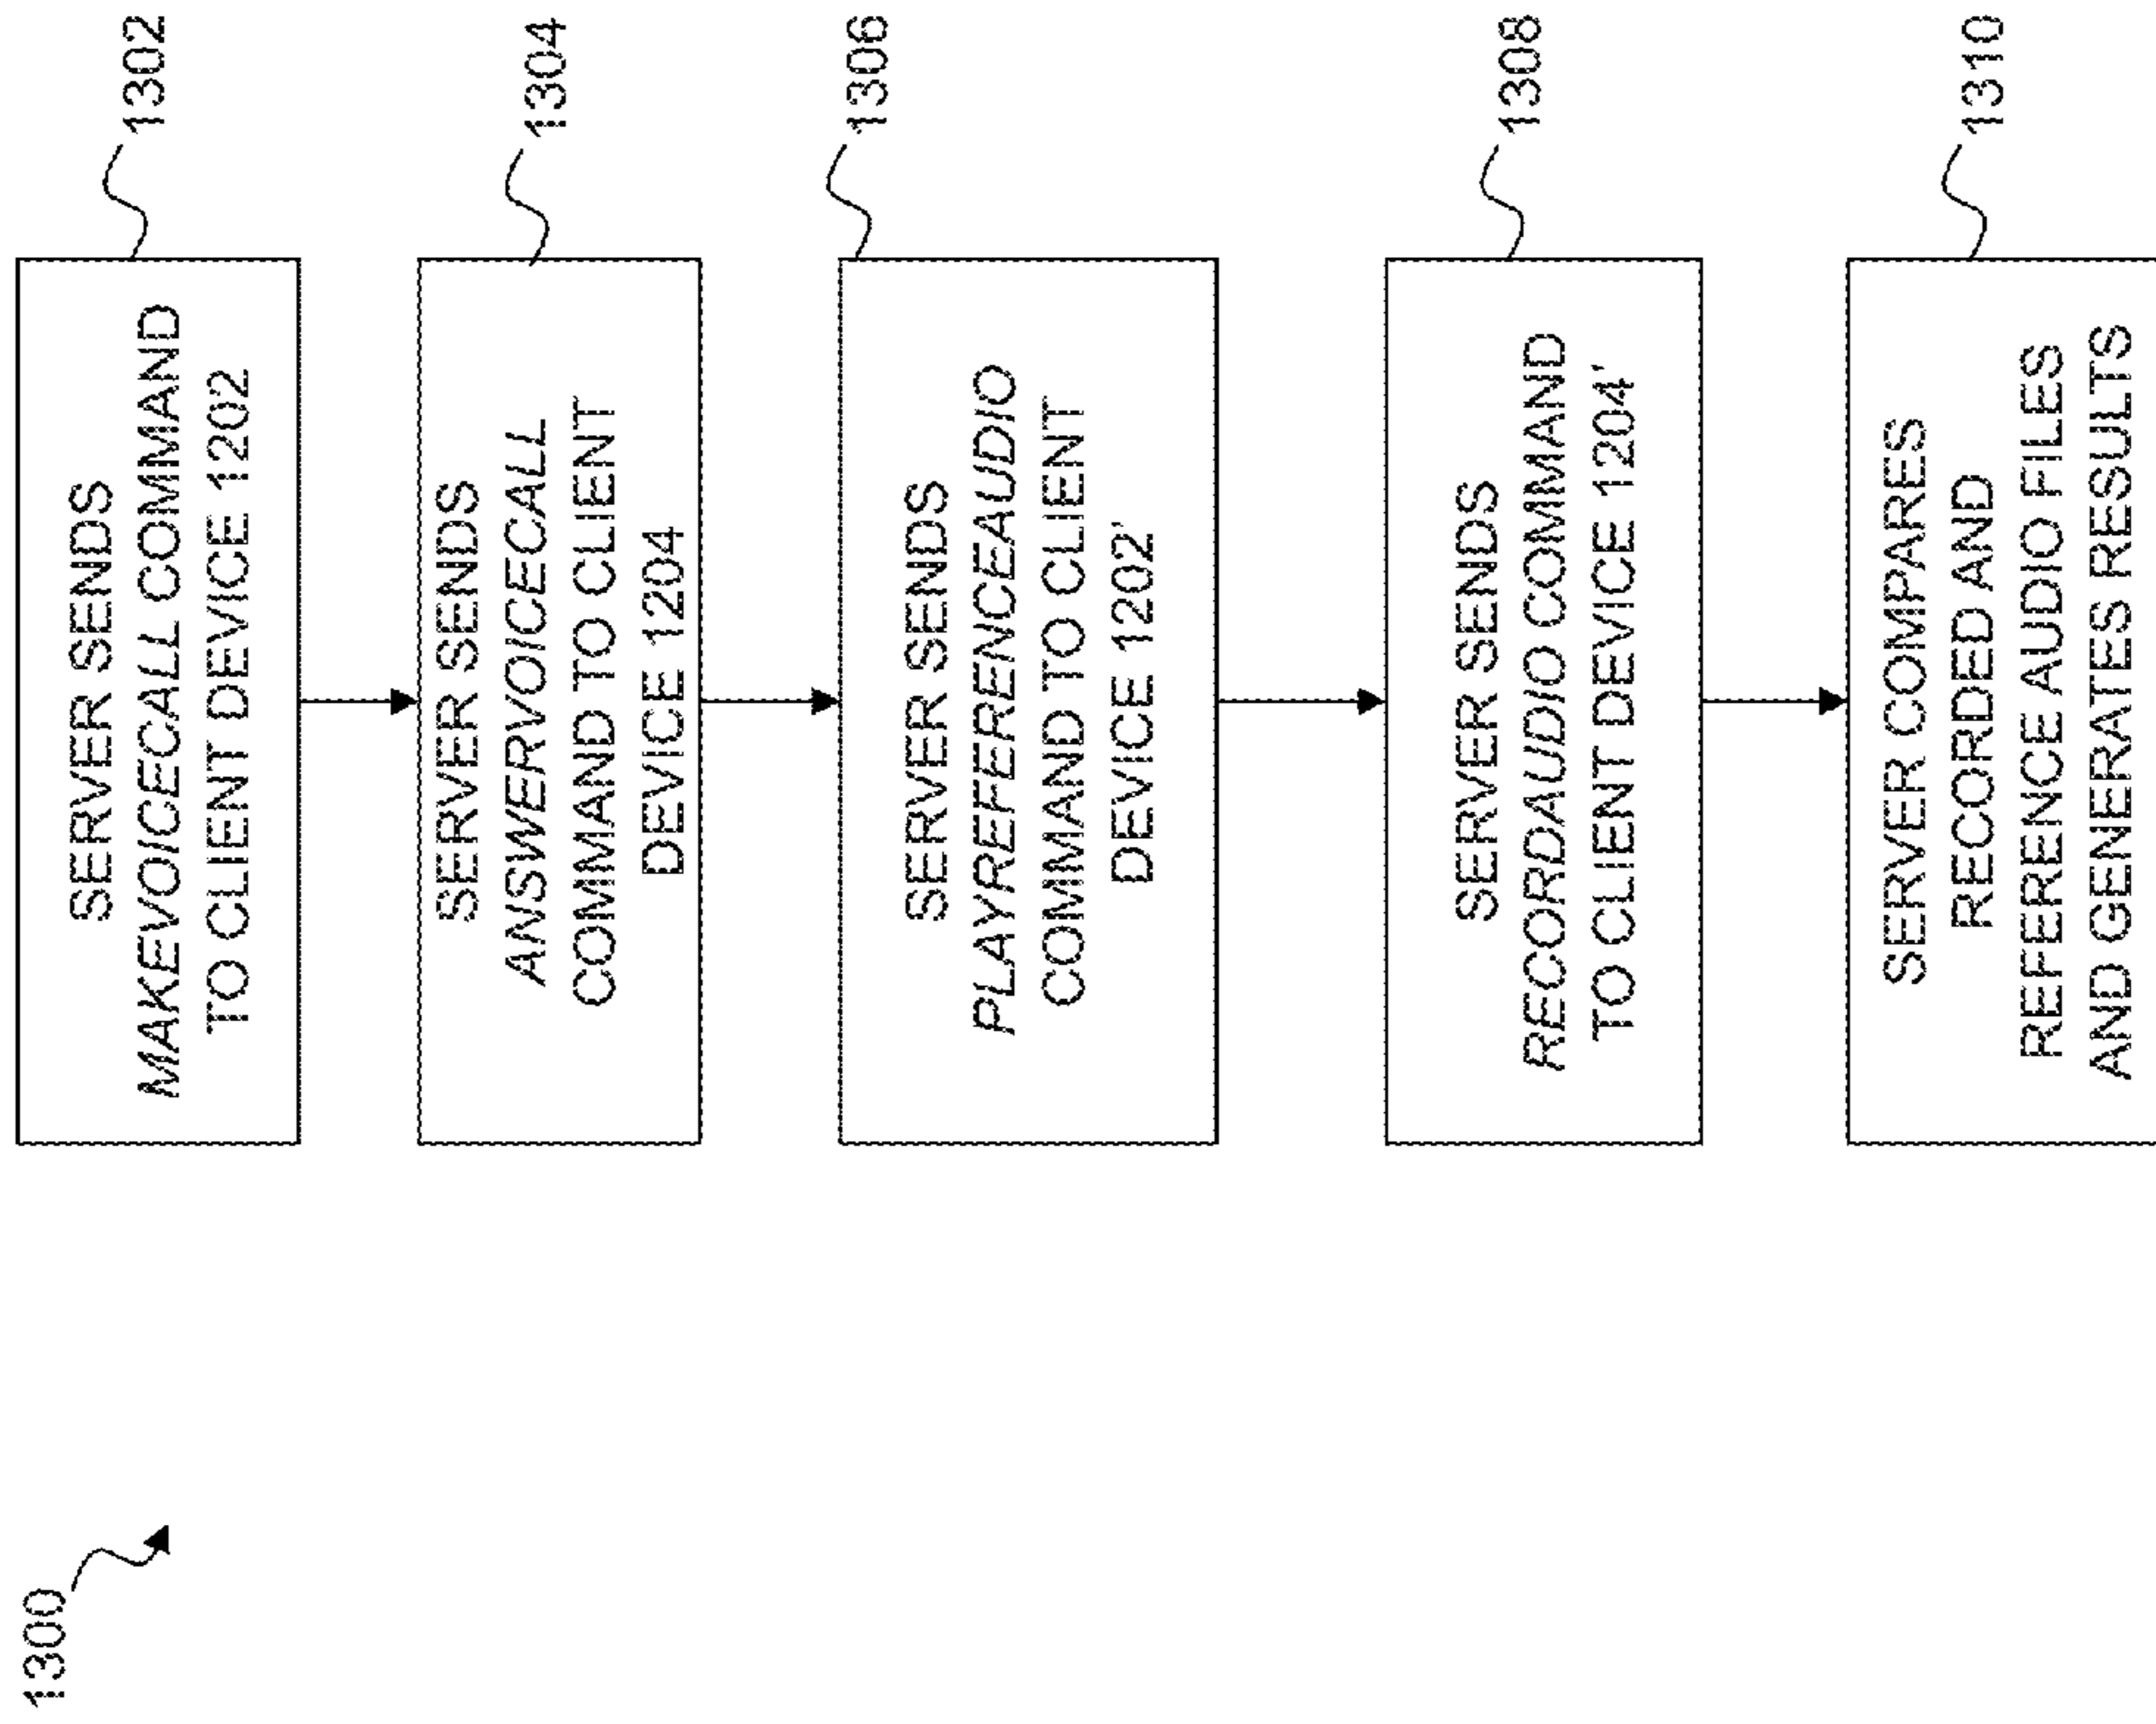 1300
SERVER SENDS
MAKEVOICECALL COMMAND
TO CLIENT DEVICE 1202
1302
SERVER SENDS
ANSWERVOICECALL
COMMAND TO CLIENT
DEVICE 1204
1304
SERVER SENDS
PLAYREFERENCEAUDIO
COMMAND TO CLIENT
DEVICE 1202'
1306
SERVER SENDS
RECORDAUDIO COMMAND
TO CLIENT DEVICE 1204'
1308
SERVER COMPARES
RECORDED AND
REFERENCE AUDIO FILES
AND GENERATES RESULTS
1310